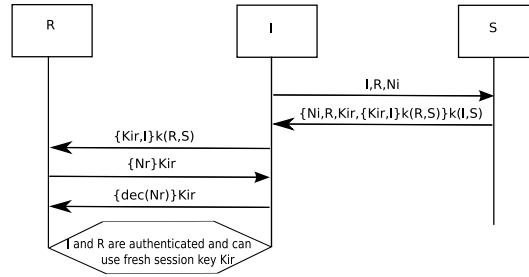 R
I
S
I,R,Ni
{Ni,R,Kir,{Kir,I}k(R,S)}k(I,S)
{Kir,I}k(R,S)
{Nr}Kir
{dec(Nr)}Kir
I and R are authenticated and can
use fresh session key Kir